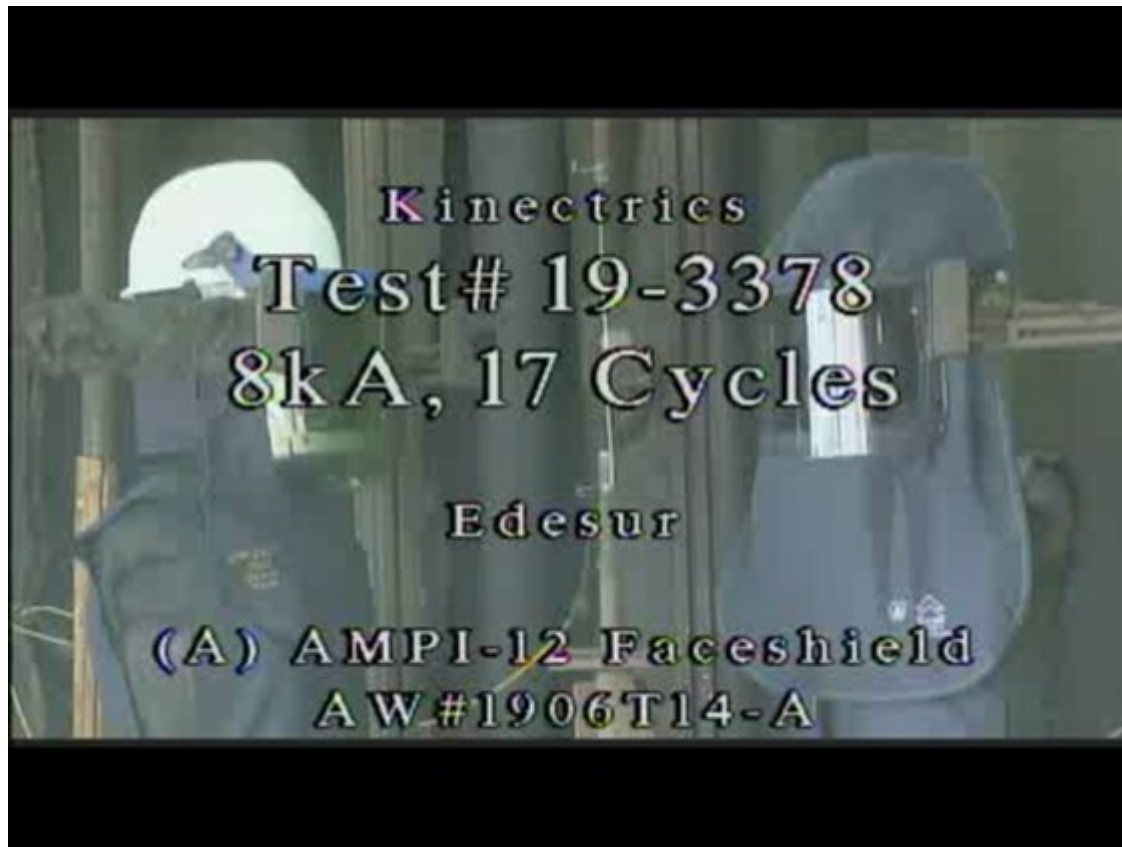 Kinectrics
Test# 19-3378
8kA, 17 Cycles
Edesur
(A) AMPI-12 Faceshield
AW#1906T14-A